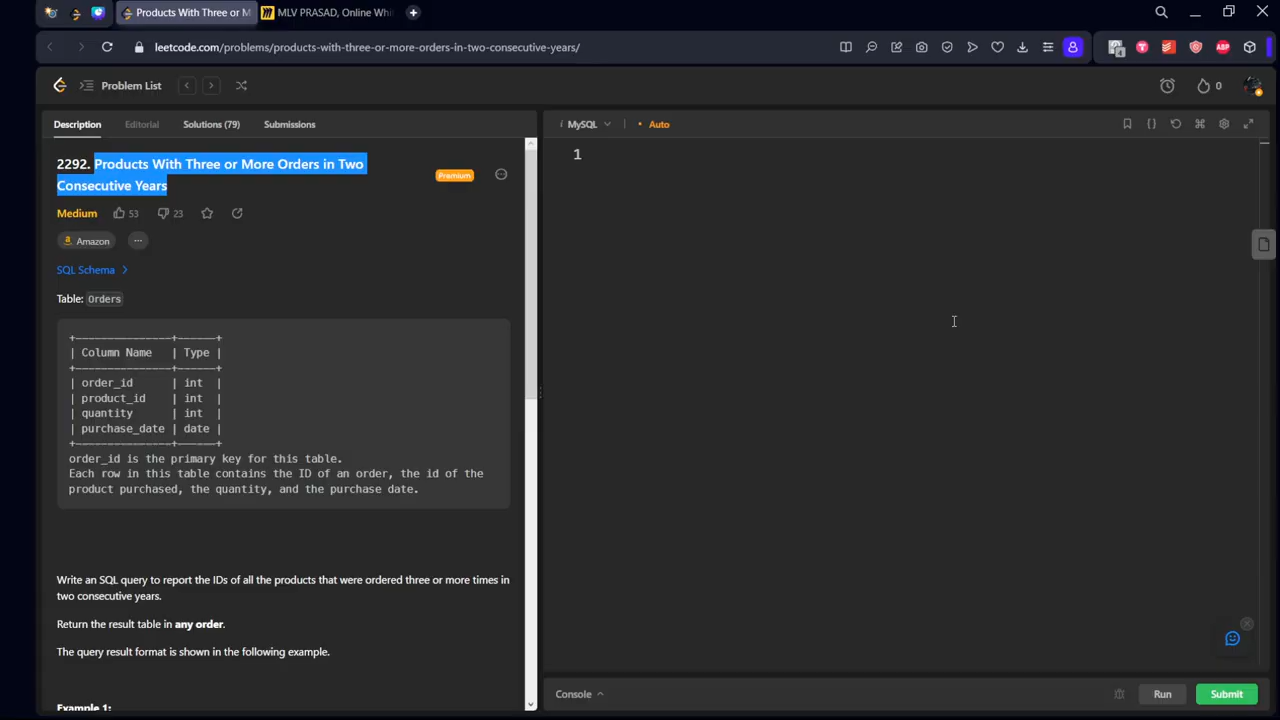 Products With Three or M
MLV PRASAD, Online Whi
leetcode.com/problems/products-with-three-or-more-orders-in-two-consecutive-years/
4
ABP
Problem List
0
Description
Editorial
Solutions (79)
Submissions
2292. Products With Three or More Orders in Two
Consecutive Years
Premium
Medium
53
23
Amazon
SQL Schema
Table: Orders
+---------------+------+
| Column Name   | Type |
+---------------+------+
| order_id      | int  |
| product_id    | int  |
| quantity      | int  |
| purchase_date | date |
+---------------+------+
order_id is the primary key for this table.
Each row in this table contains the ID of an order, the id of the
product purchased, the quantity, and the purchase date.
Write an SQL query to report the IDs of all the products that were ordered three or more times in
two consecutive years.
Return the result table in any order.
The query result format is shown in the following example.
Example 1:
i MySQL
• Auto
{}
1
Console
Run
Submit